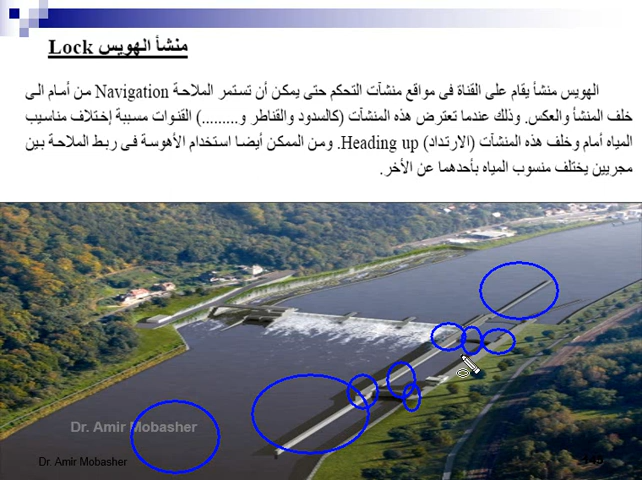 منشأ الهويس Lock
الهويس منشأ يقام على القناة فى مواقع منشآت التحكم حتى يمكن أن تستمر الملاحة Navigation من أمام الى
خلف المنشأ والعكس. وذلك عندما تعترض هذه المنشآت (كالسدود والقناطر و.........) القنوات مسببة إختلاف مناسيب
المياه أمام وخلف هذه المنشآت (الارتداد) Heading up. ومن الممكن أيضا استخدام الأهوسة فى ربط الملاحة بين
مجريين يختلف منسوب المياه بأحدهما عن الأخر.
Dr. Amir Mobasher
Dr. Amir Mobasher